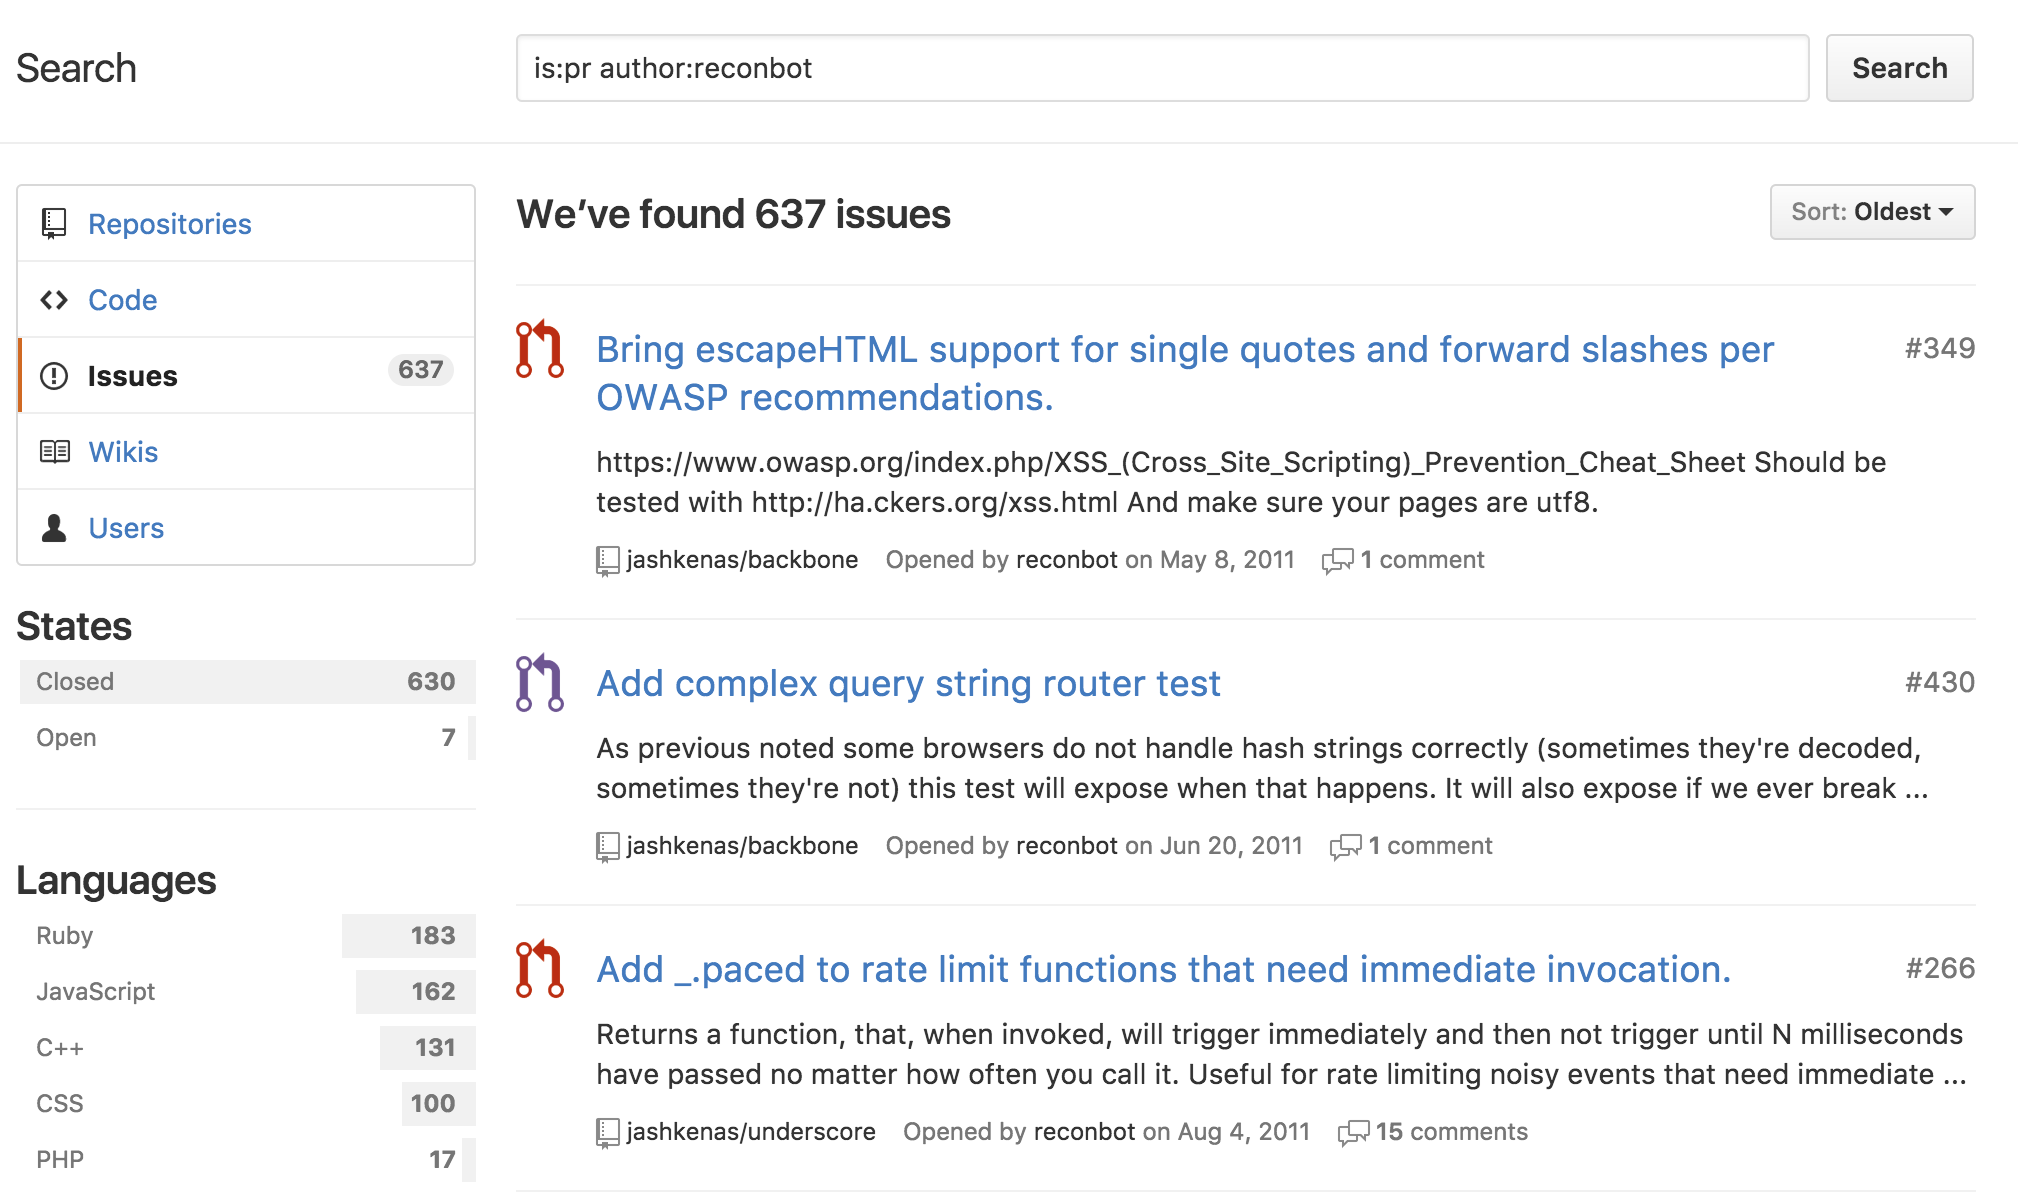 Search
is:pr author:reconbot
Search
Repositories
Code
Issues 637
Wikis
Users
States
Closed 630
Open 7
Languages
Ruby 183
JavaScript 162
C++ 131
CSS 100
PHP 17
We’ve found 637 issues
Sort: Oldest
Bring escapeHTML support for single quotes and forward slashes per
OWASP recommendations.
#349
https://www.owasp.org/index.php/XSS_(Cross_Site_Scripting)_Prevention_Cheat_Sheet Should be
tested with http://ha.ckers.org/xss.html And make sure your pages are utf8.
jashkenas/backbone Opened by reconbot on May 8, 2011 1 comment
Add complex query string router test #430
As previous noted some browsers do not handle hash strings correctly (sometimes they're decoded,
sometimes they're not) this test will expose when that happens. It will also expose if we ever break ...
jashkenas/backbone Opened by reconbot on Jun 20, 2011 1 comment
Add _.paced to rate limit functions that need immediate invocation. #266
Returns a function, that, when invoked, will trigger immediately and then not trigger until N milliseconds
have passed no matter how often you call it. Useful for rate limiting noisy events that need immediate ...
jashkenas/underscore Opened by reconbot on Aug 4, 2011 15 comments